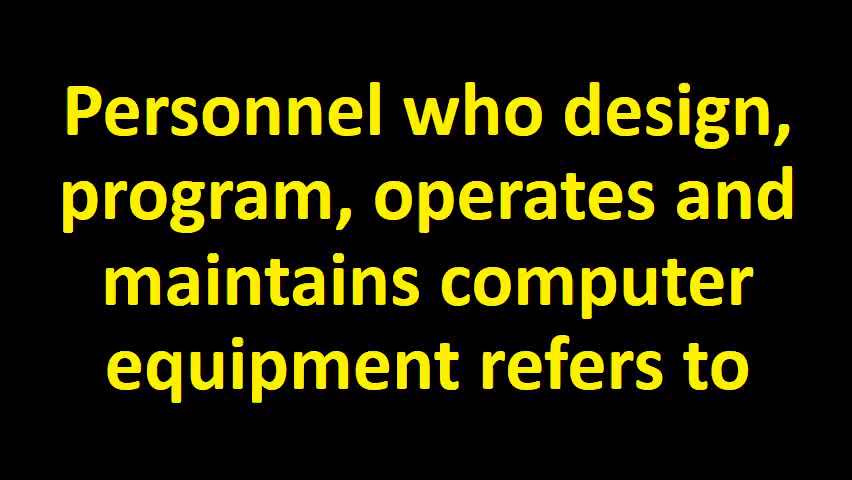 Personnel who design,
program, operates and
maintains computer
equipment refers to